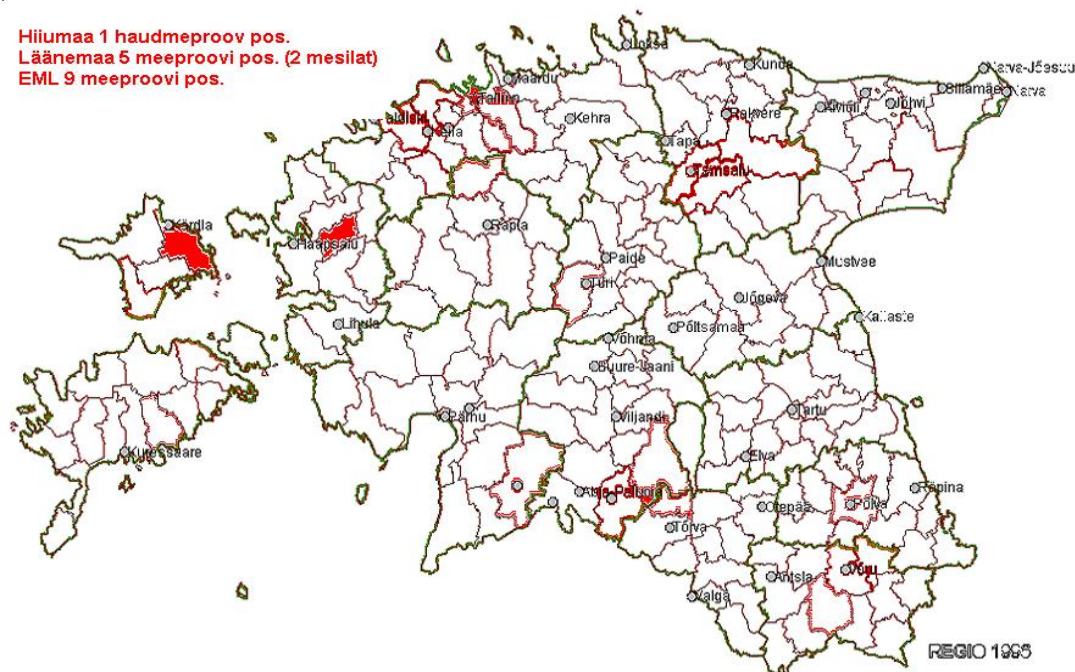 Hiiumaa 1 haudmeproov pos.
Läänemaa 5 meeproovi pos. (2 mesilat)
EML 9 meeproovi pos.
Loksa
Kunda
Narva-Jõesuu
Maardu
Tallinn
Sillamäe
Narva
Jõhvi
Kehra
Rakvere
Keila
Tapa
Tamsalu
Kärdla
Rapla
Haapsalu
Paide
Mustvee
Türi
Jõgeva
Kallaste
Lihula
Põltsamaa
Võhma
Suure-Jaani
Pärnu
Viljandi
Tartu
Kuressaare
Elva
Abja-Paluoja
Räpina
Otepää
Põlva
Tõrva
Võru
Antsla
Valga
REGIO 1995